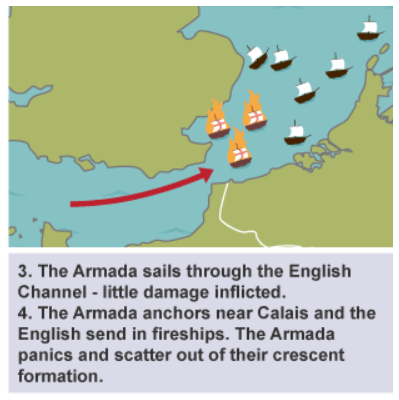 3. The Armada sails through the English
Channel - little damage inflicted.
4. The Armada anchors near Calais and the
English send in fireships. The Armada
panics and scatter out of their crescent
formation.